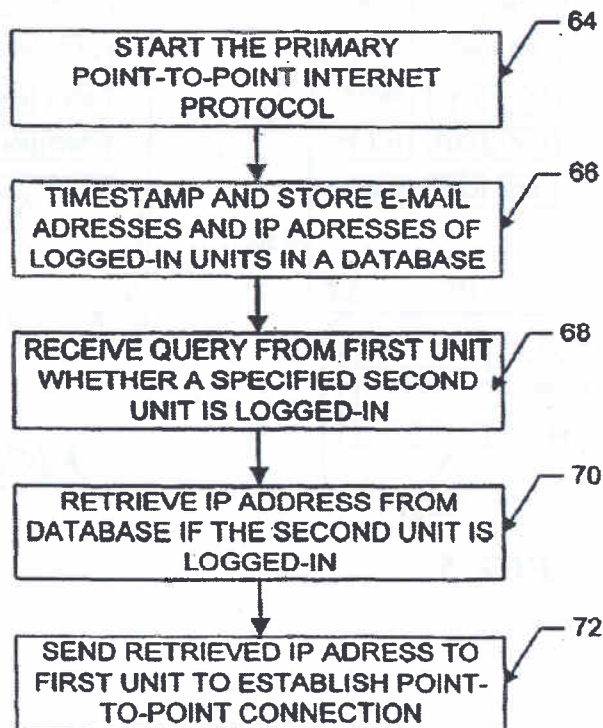 64
START THE PRIMARY
POINT-TO-POINT INTERNET
PROTOCOL
66
TIMESTAMP AND STORE E-MAIL
ADRESSES AND IP ADRESSES OF
LOGGED-IN UNITS IN A DATABASE
68
RECEIVE QUERY FROM FIRST UNIT
WHETHER A SPECIFIED SECOND
UNIT IS LOGGED-IN
70
RETRIEVE IP ADDRESS FROM
DATABASE IF THE SECOND UNIT IS
LOGGED-IN
72
SEND RETRIEVED IP ADRESS TO
FIRST UNIT TO ESTABLISH POINT-
TO-POINT CONNECTION